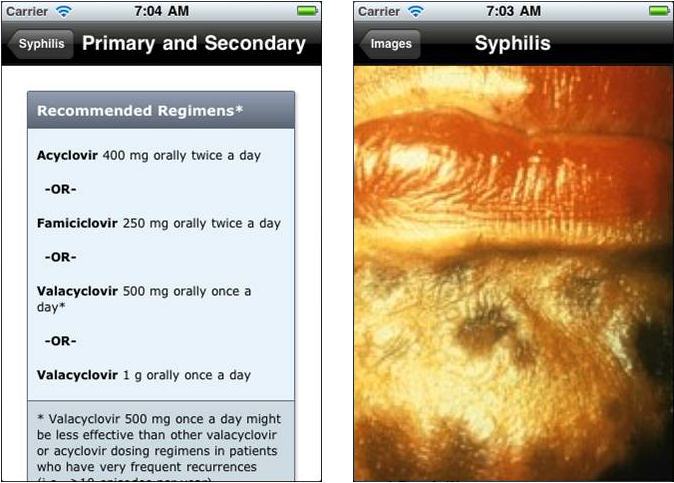 Carrier 7:04 AM
Syphilis Primary and Secondary
Recommended Regimens*
Acyclovir 400 mg orally twice a day
-OR-
Famiciclovir 250 mg orally twice a day
-OR-
Valacyclovir 500 mg orally once a
day*
-OR-
Valacyclovir 1 g orally once a day
* Valacyclovir 500 mg once a day might
be less effective than other valacyclovir
or acyclovir dosing regimens in patients
who have very frequent recurrences
Carrier 7:03 AM
Images Syphilis